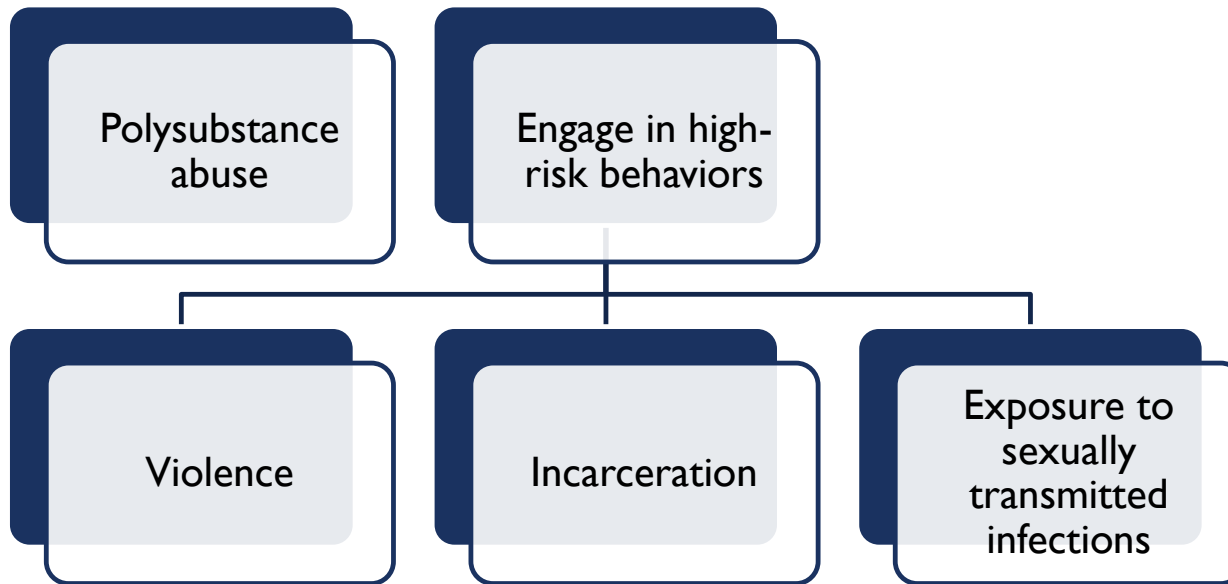 Polysubstance
abuse
Engage in high-
risk behaviors
Violence
Incarceration
Exposure to
sexually
transmitted
infections